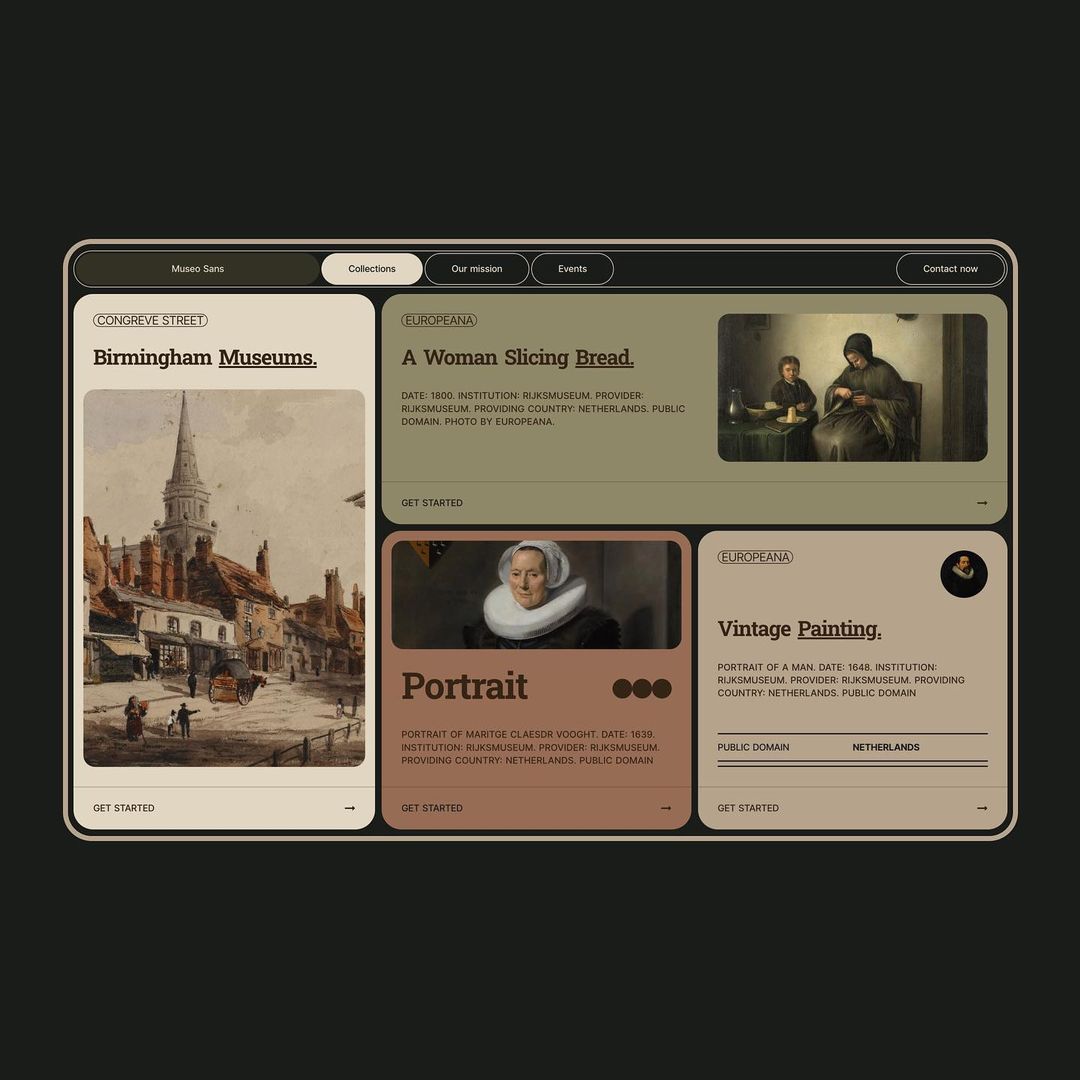 Museo Sans
Collections
Our mission
Events
Contact now
CONGREVE STREET
Birmingham Museums.
GET STARTED →
EUROPEANA
A Woman Slicing Bread.
DATE: 1800. INSTITUTION: RIJKSMUSEUM. PROVIDER:
RIJKSMUSEUM. PROVIDING COUNTRY: NETHERLANDS. PUBLIC
DOMAIN. PHOTO BY EUROPEANA.
GET STARTED →
Portrait
PORTRAIT OF MARITGE CLAESDR VOOGHT. DATE: 1639.
INSTITUTION: RIJKSMUSEUM. PROVIDER: RIJKSMUSEUM.
PROVIDING COUNTRY: NETHERLANDS. PUBLIC DOMAIN
GET STARTED →
EUROPEANA
Vintage Painting.
PORTRAIT OF A MAN. DATE: 1648. INSTITUTION:
RIJKSMUSEUM. PROVIDER: RIJKSMUSEUM. PROVIDING
COUNTRY: NETHERLANDS. PUBLIC DOMAIN
PUBLIC DOMAIN NETHERLANDS
GET STARTED →